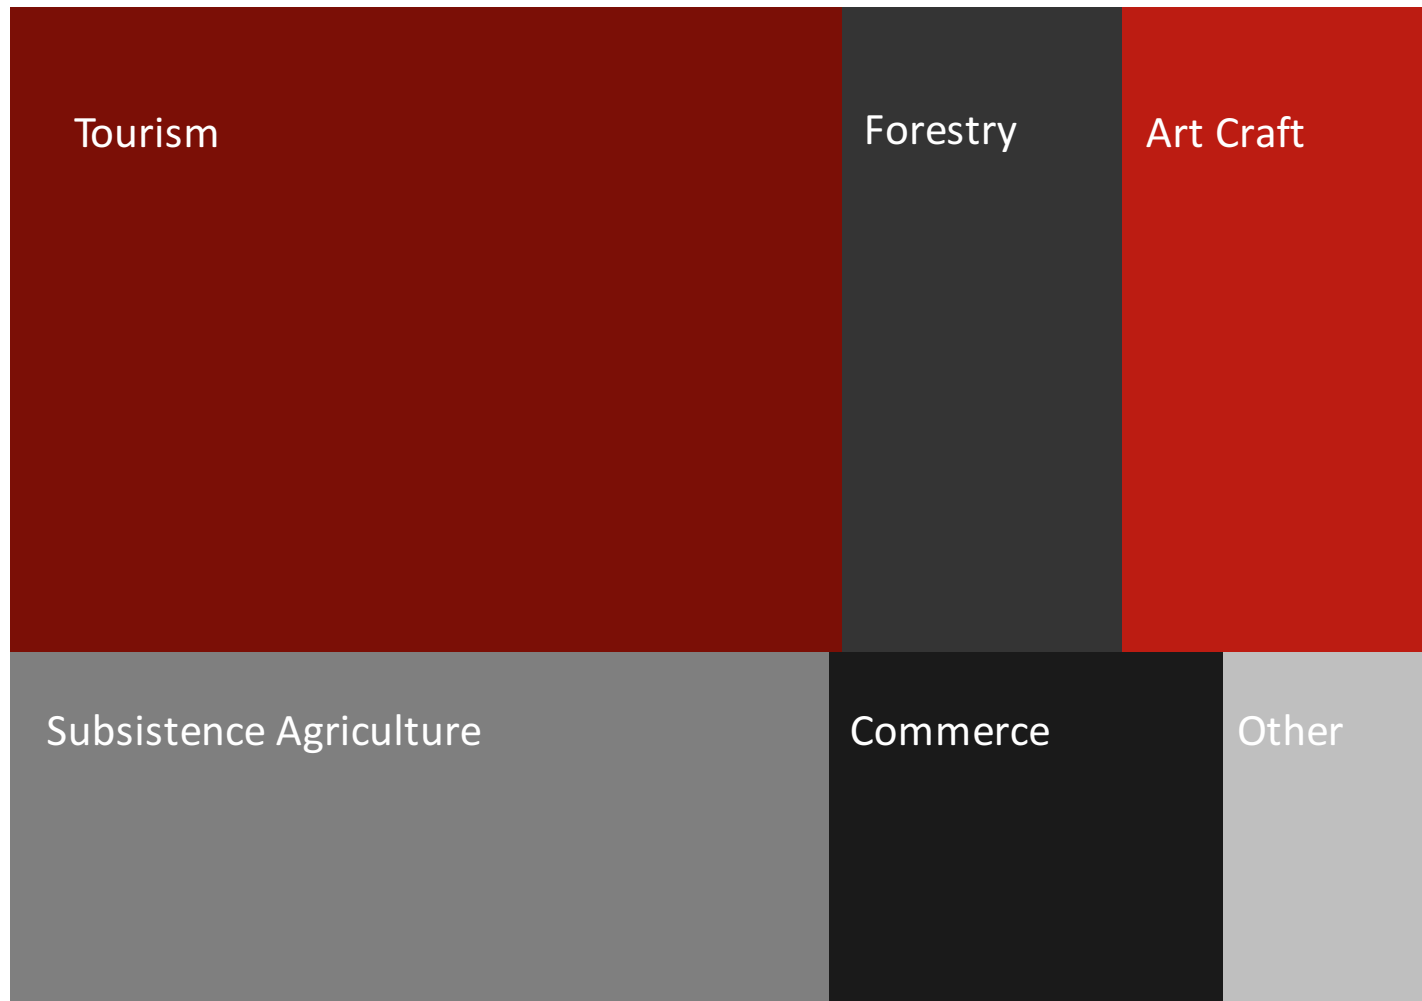 Tourism
Forestry
Art Craft
Subsistence Agriculture
Commerce
Other